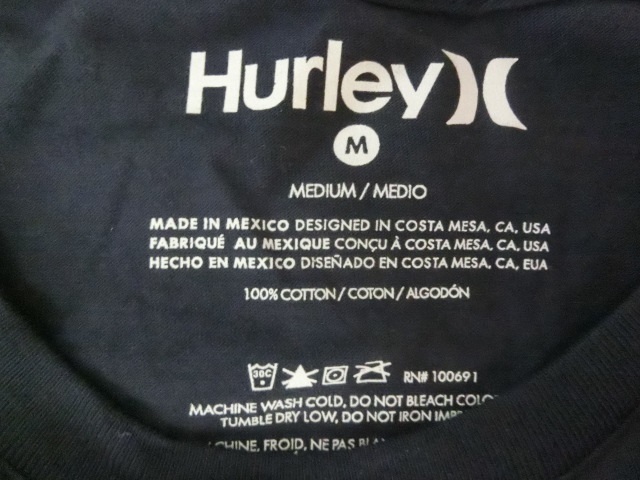 Hurley
M
MEDIUM / MEDIO
MADE IN MEXICO DESIGNED IN COSTA MESA, CA, USA
FABRIQUÉ AU MEXIQUE CONÇU À COSTA MESA, CA, USA
HECHO EN MEXICO DISEÑADO EN COSTA MESA, CA, EUA
100% COTTON / COTON / ALGODÓN
30C RN# 100691
MACHINE WASH COLD, DO NOT BLEACH
TUMBLE DRY LOW, DO NOT IRON
FROID, NE PAS